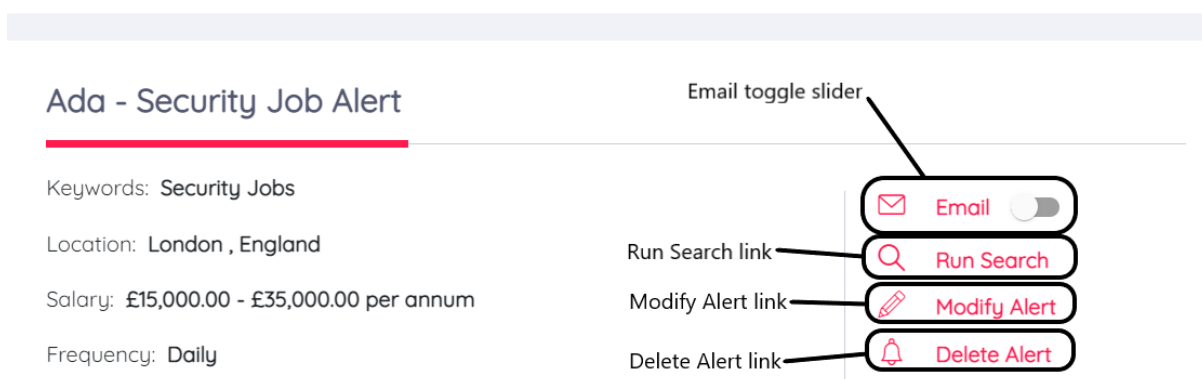 Ada - Security Job Alert
Email toggle slider
Keywords: Security Jobs
Email
Location: London , England
Run Search link
Run Search
Salary: £15,000.00 - £35,000.00 per annum
Modify Alert link
Modify Alert
Frequency: Daily
Delete Alert link
Delete Alert